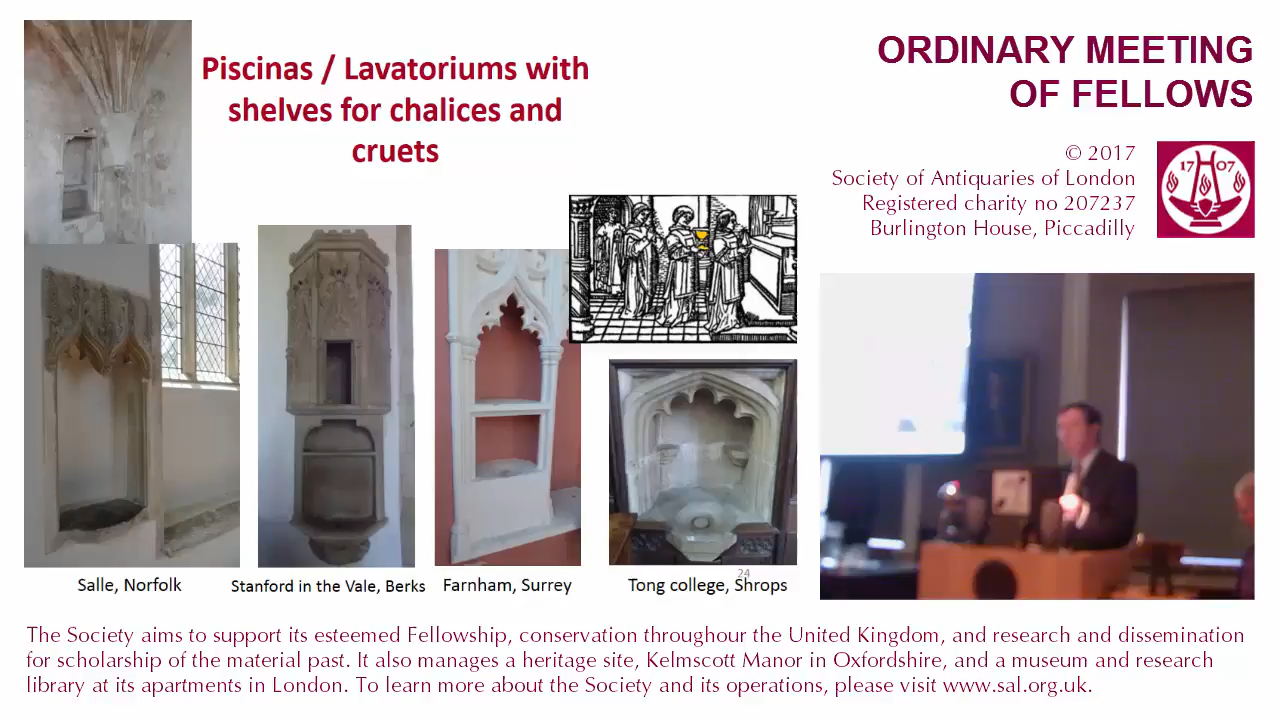 Piscinas / Lavatoriums with
shelves for chalices and
cruets
ORDINARY MEETING
OF FELLOWS
© 2017
Society of Antiquaries of London
Registered charity no 207237
Burlington House, Piccadilly
17 07
Salle, Norfolk
Stanford in the Vale, Berks
Farnham, Surrey
Tong college, Shrops
24
The Society aims to support its esteemed Fellowship, conservation throughour the United Kingdom, and research and dissemination
for scholarship of the material past. It also manages a heritage site, Kelmscott Manor in Oxfordshire, and a museum and research
library at its apartments in London. To learn more about the Society and its operations, please visit www.sal.org.uk.